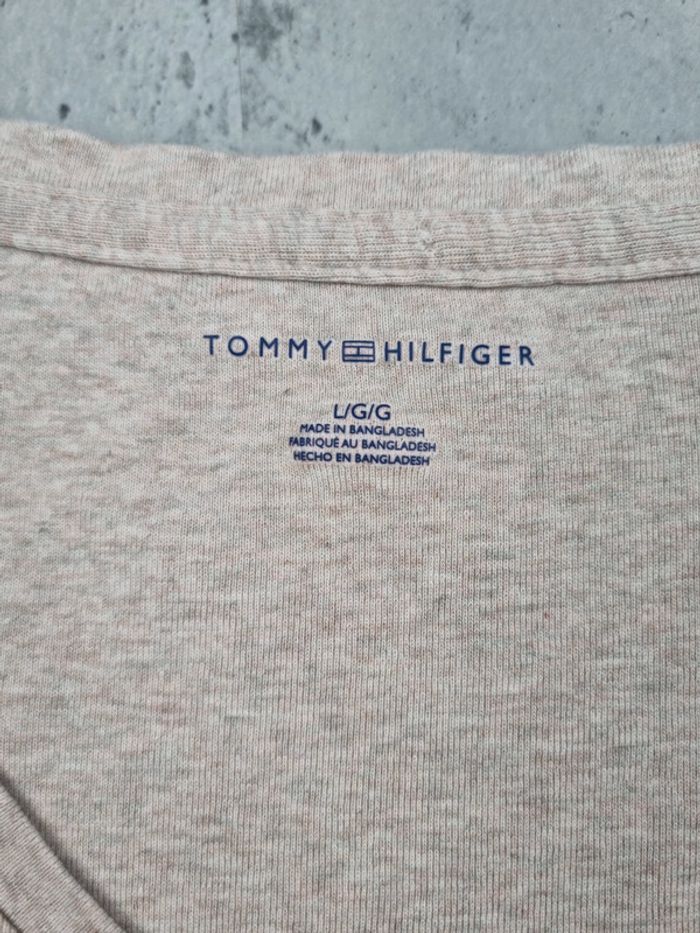 TOMMY HILFIGER
L/G/G
MADE IN BANGLADESH
FABRIQUÉ AU BANGLADESH
HECHO EN BANGLADESH